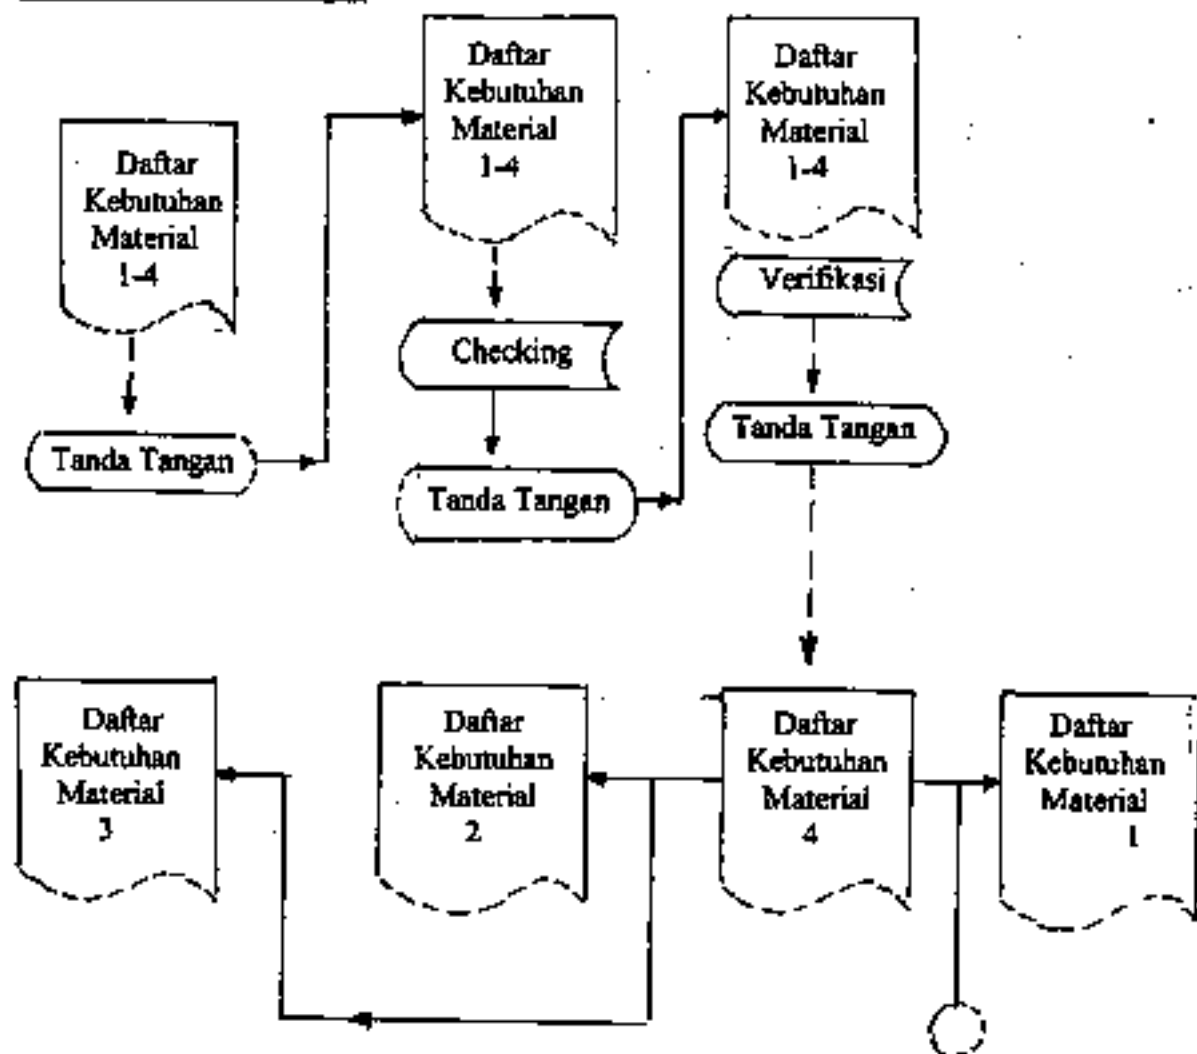 Daftar
Kebutuhan
Material
1-4
Tanda Tangan
Daftar
Kebutuhan
Material
1-4
Checking
Tanda Tangan
Daftar
Kebutuhan
Material
1-4
Verifikasi
Tanda Tangan
Daftar
Kebutuhan
Material
3
Daftar
Kebutuhan
Material
2
Daftar
Kebutuhan
Material
4
Daftar
Kebutuhan
Material
1